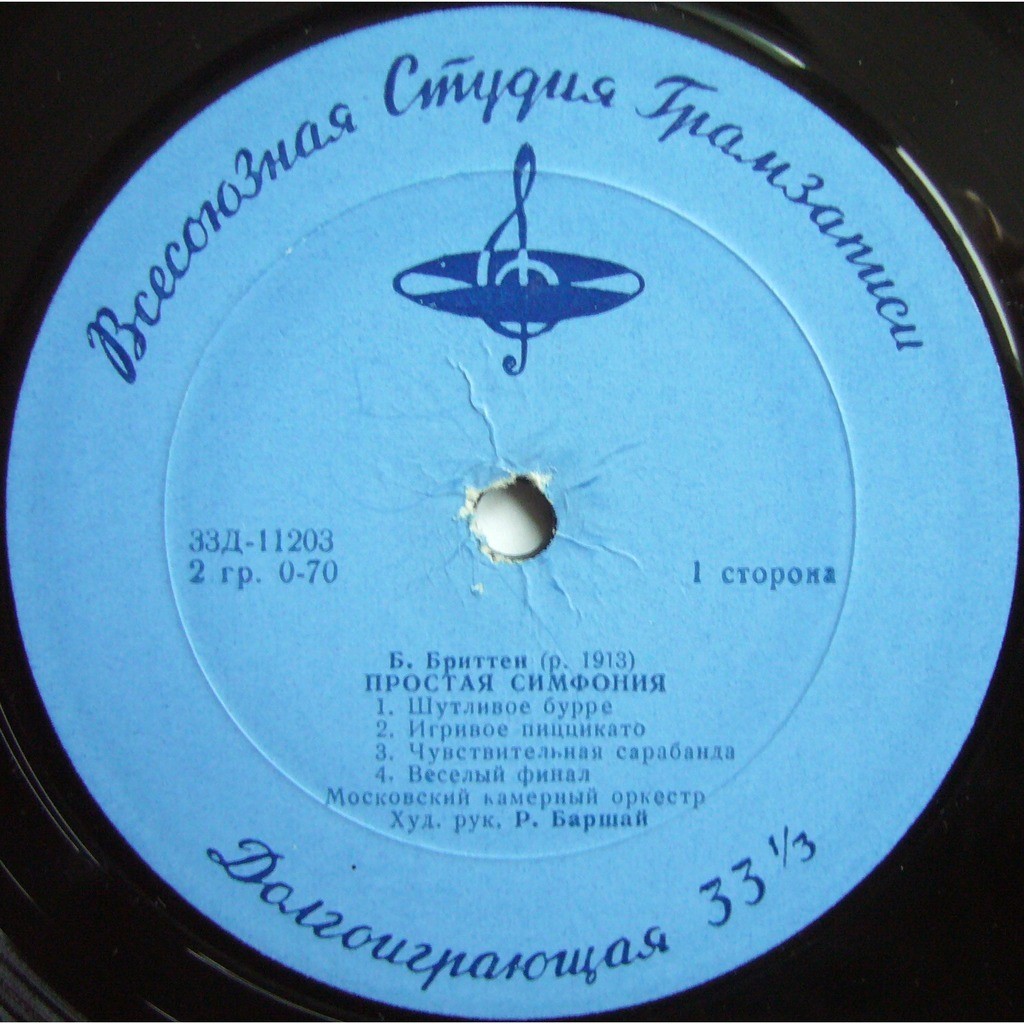 Всесоюзная Студия Грамзаписи
33Д-11203
2 гр. 0-70
1 сторона
Б. Бриттен (р. 1913)
ПРОСТАЯ СИМФОНИЯ
1. Шутливое бурре
2. Игривое пиццикато
3. Чувствительная сарабанда
4. Веселый финал
Московский камерный оркестр
Худ. рук. Р. Баршай
Долгоиграющая 33 1/3